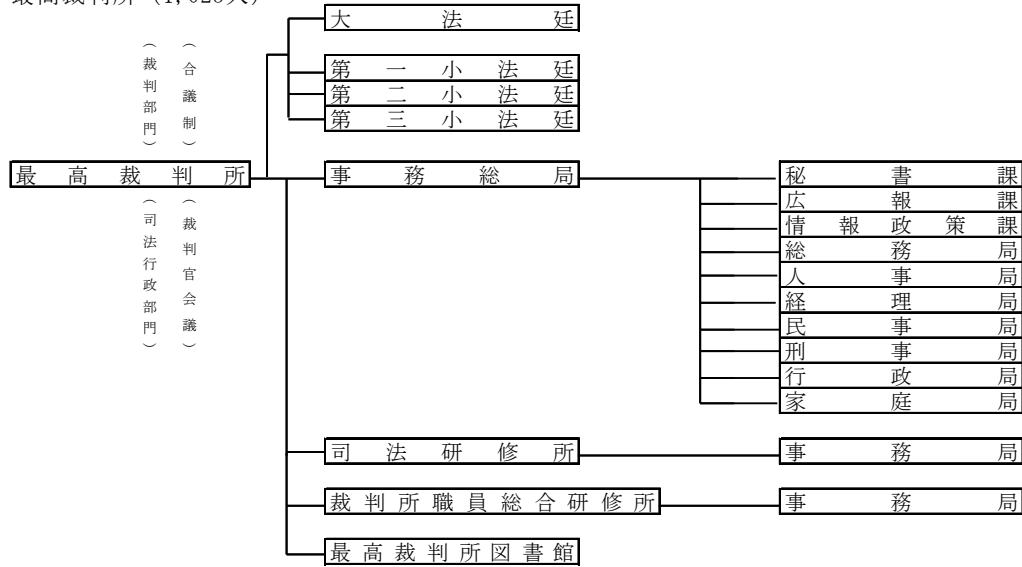 大法廷
第一小法廷
第二小法廷
第三小法廷
（合議制）
（裁判部門）
最高裁判所
（裁判官会議）
（司法行政部門）
事務総局
秘書課
広報課
情報政策課
総務局
人事局
経理局
民事局
刑事局
行政局
家庭局
司法研修所
事務局
裁判所職員総合研修所
事務局
最高裁判所図書館